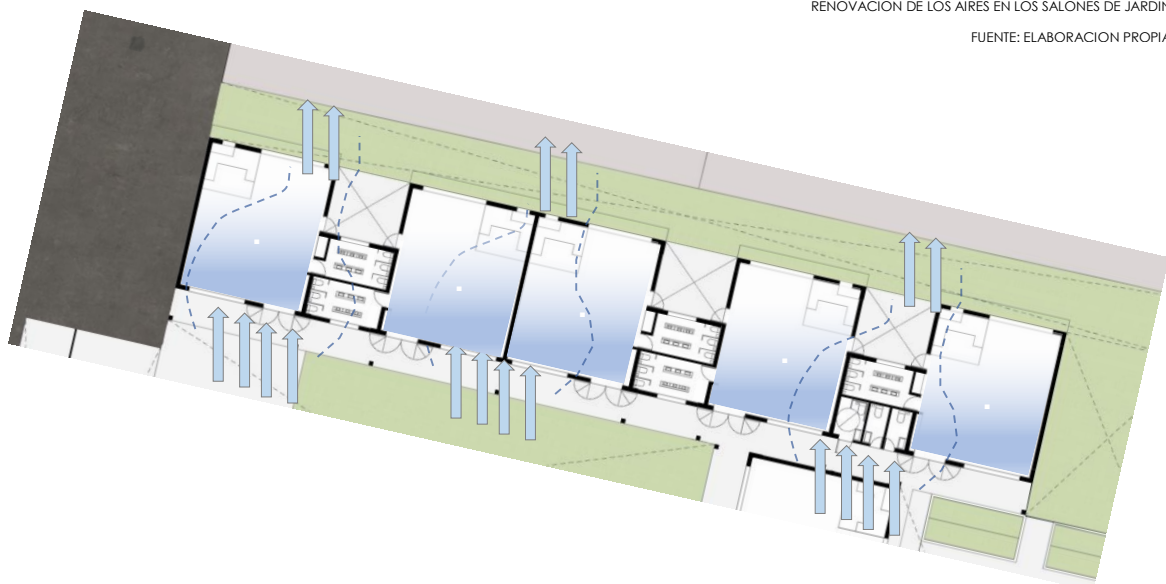 RENOVACION DE LOS AIRES EN LOS SALONES DE JARDIN
FUENTE: ELABORACION PROPIA